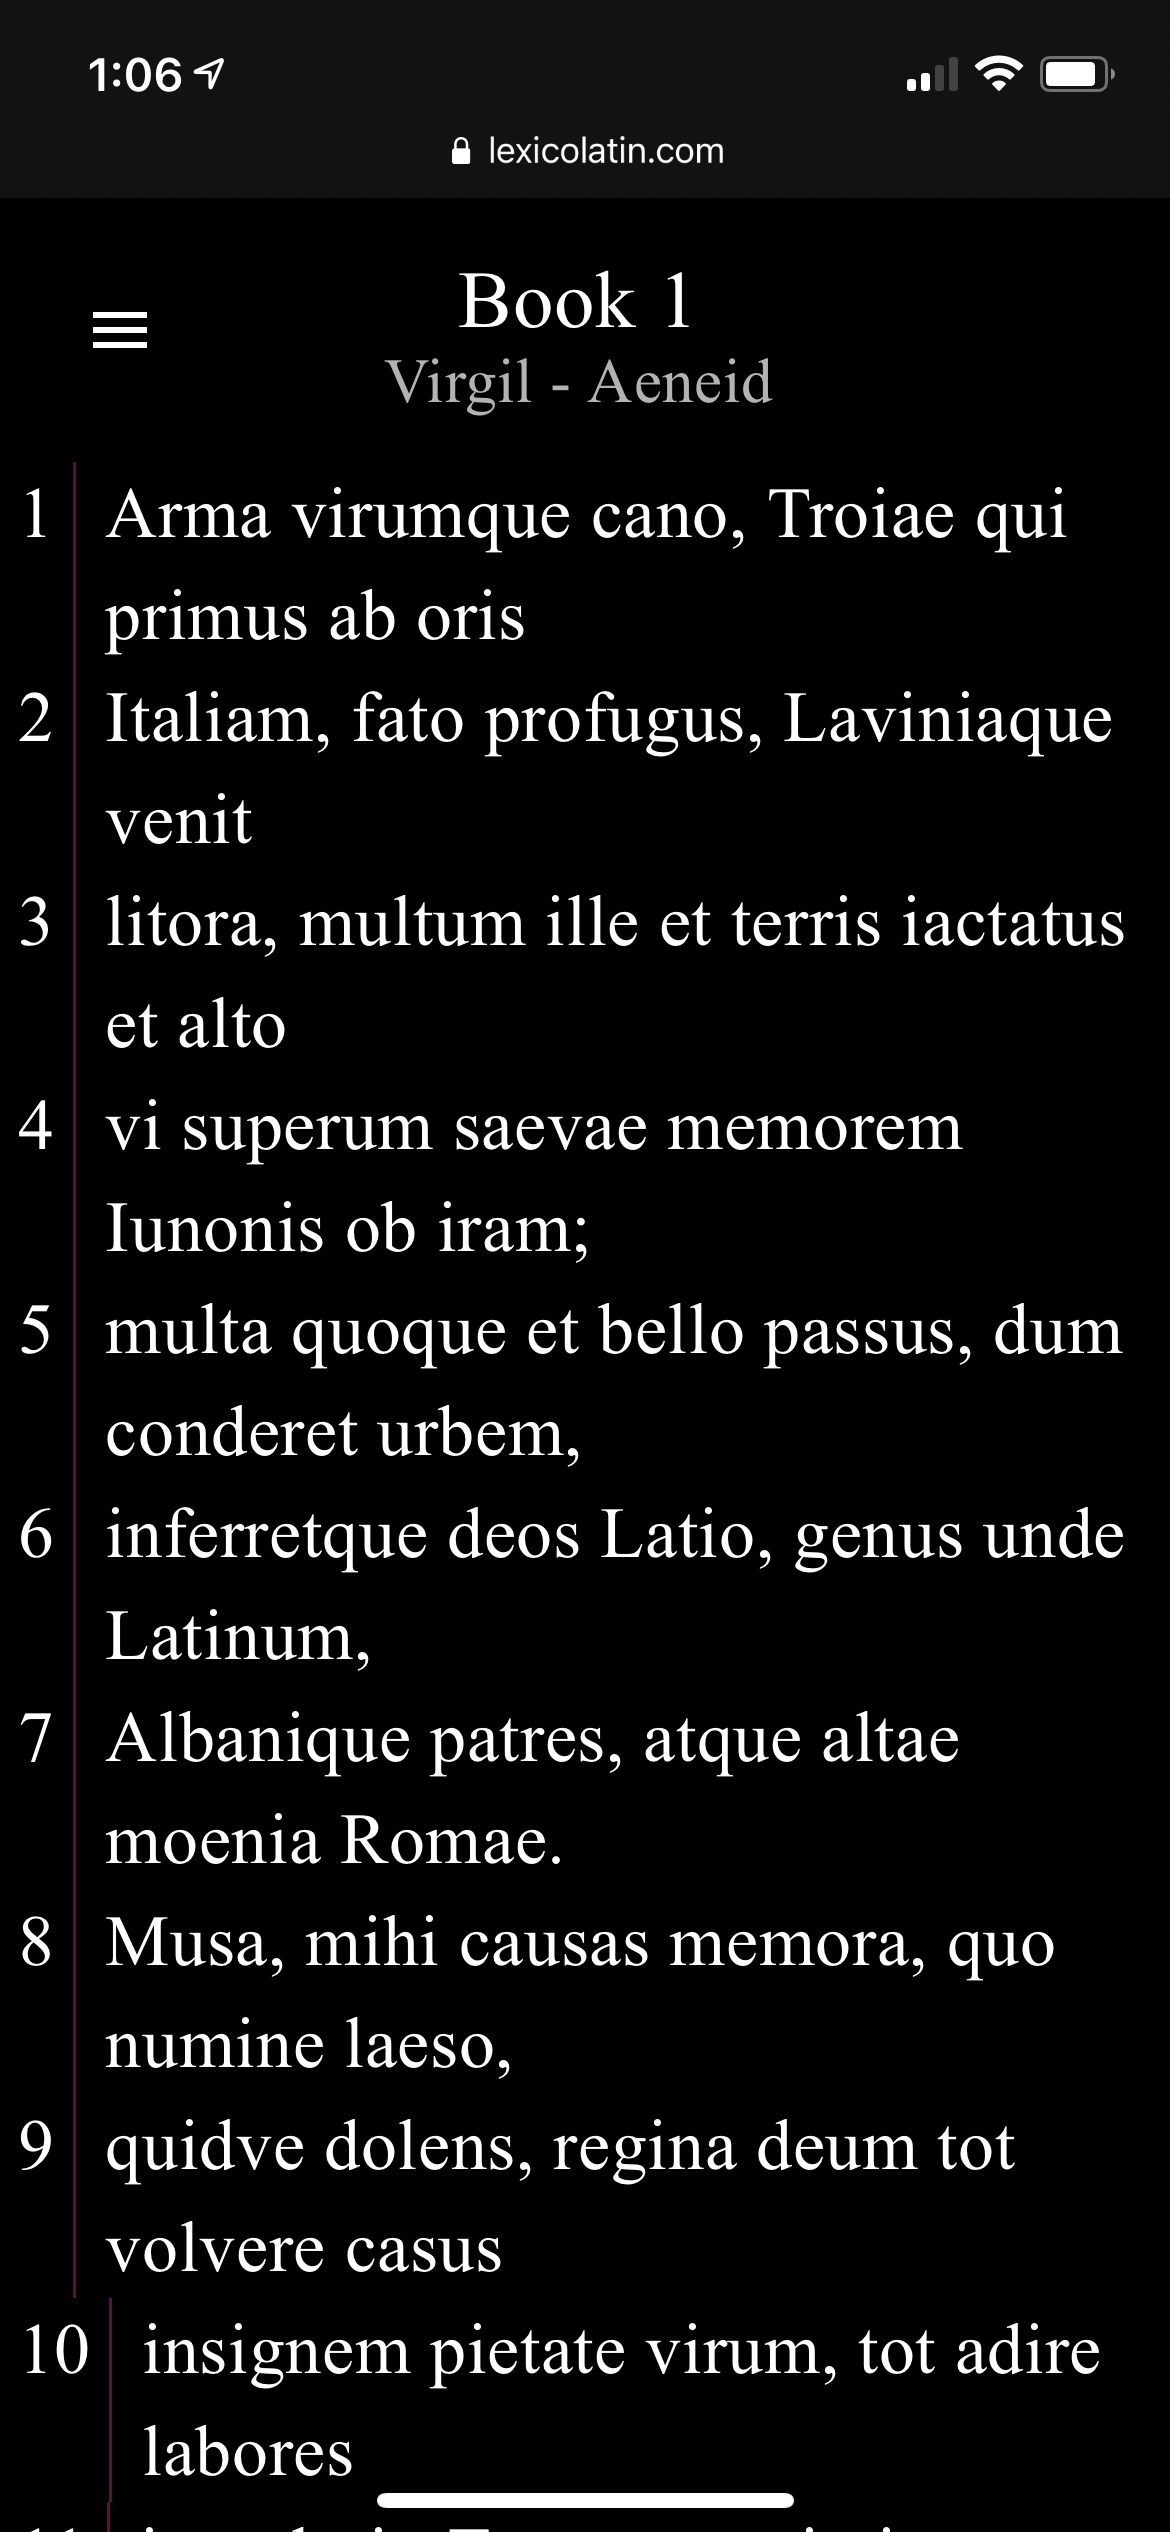 1:06
lexicolatin.com
Book 1
Virgil - Aeneid
1 Arma virumque cano, Troiae qui
primus ab oris
2 Italiam, fato profugus, Laviniaque
venit
3 litora, multum ille et terris iactatus
et alto
4 vi superum saevae memorem
Iunonis ob iram;
5 multa quoque et bello passus, dum
conderet urbem,
6 inferretque deos Latio, genus unde
Latinum,
7 Albanique patres, atque altae
moenia Romae.
8 Musa, mihi causas memora, quo
numine laeso,
9 quidve dolens, regina deum tot
volvere casus
10 insignem pietate virum, tot adire
labores